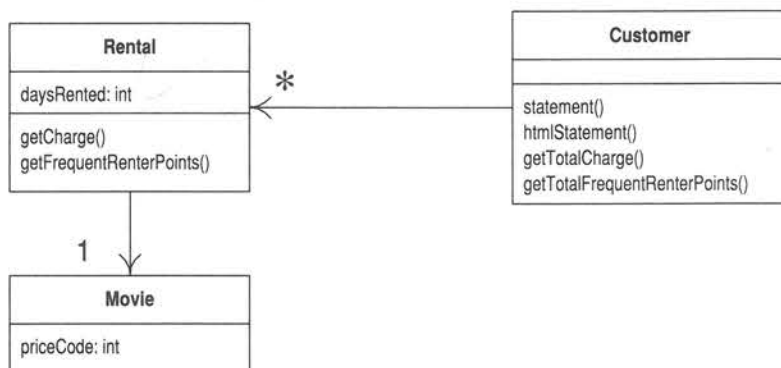 Rental
daysRented: int
getCharge()
getFrequentRenterPoints()
*
Customer
statement()
htmlStatement()
getTotalCharge()
getTotalFrequentRenterPoints()
1
Movie
priceCode: int